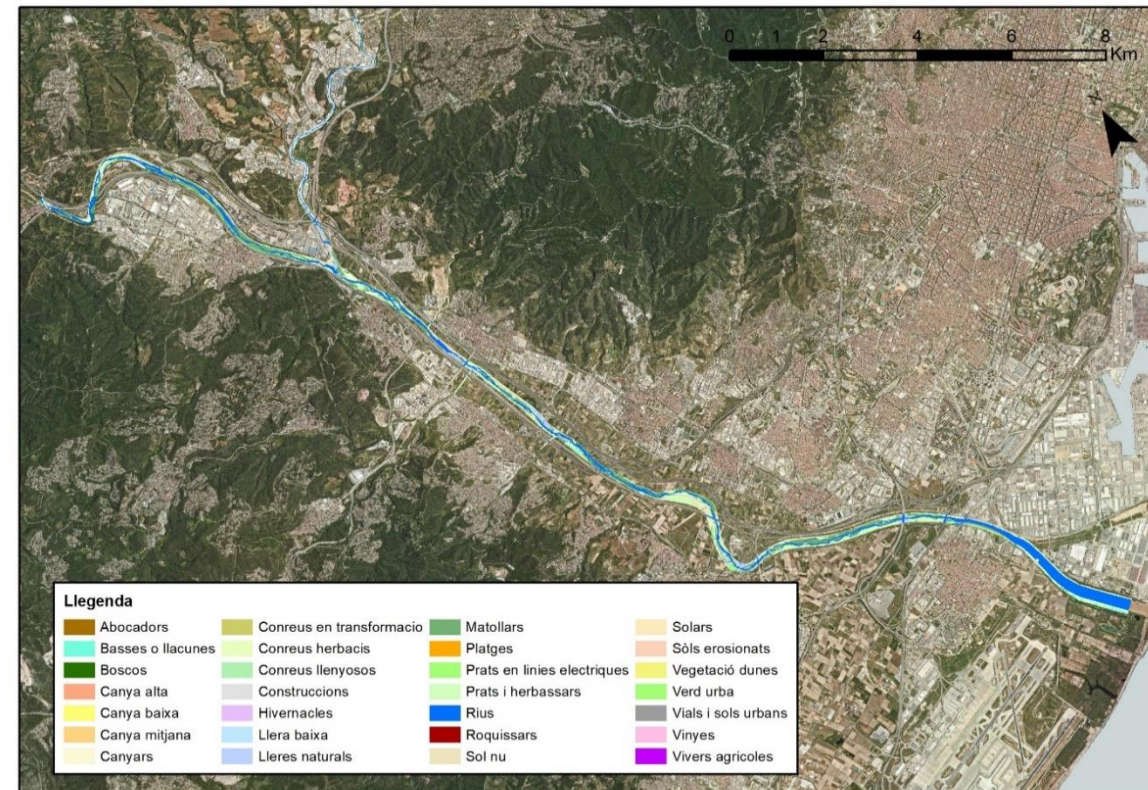 0 1 2 4 6 8
Km
Llegenda
Abocadors
Basses o llacunes
Boscos
Canya alta
Canya baixa
Canya mitjana
Canyars
Conreus en transformacio
Conreus herbacis
Conreus llenyosos
Construccions
Hivernacles
Llera baixa
Lleres naturals
Matollars
Platges
Prats en linies electriques
Prats i herbassars
Rius
Roquissars
Sol nu
Solars
Sòls erosionats
Vegetació dunes
Verd urba
Vials i sols urbans
Vinyes
Vivers agricoles